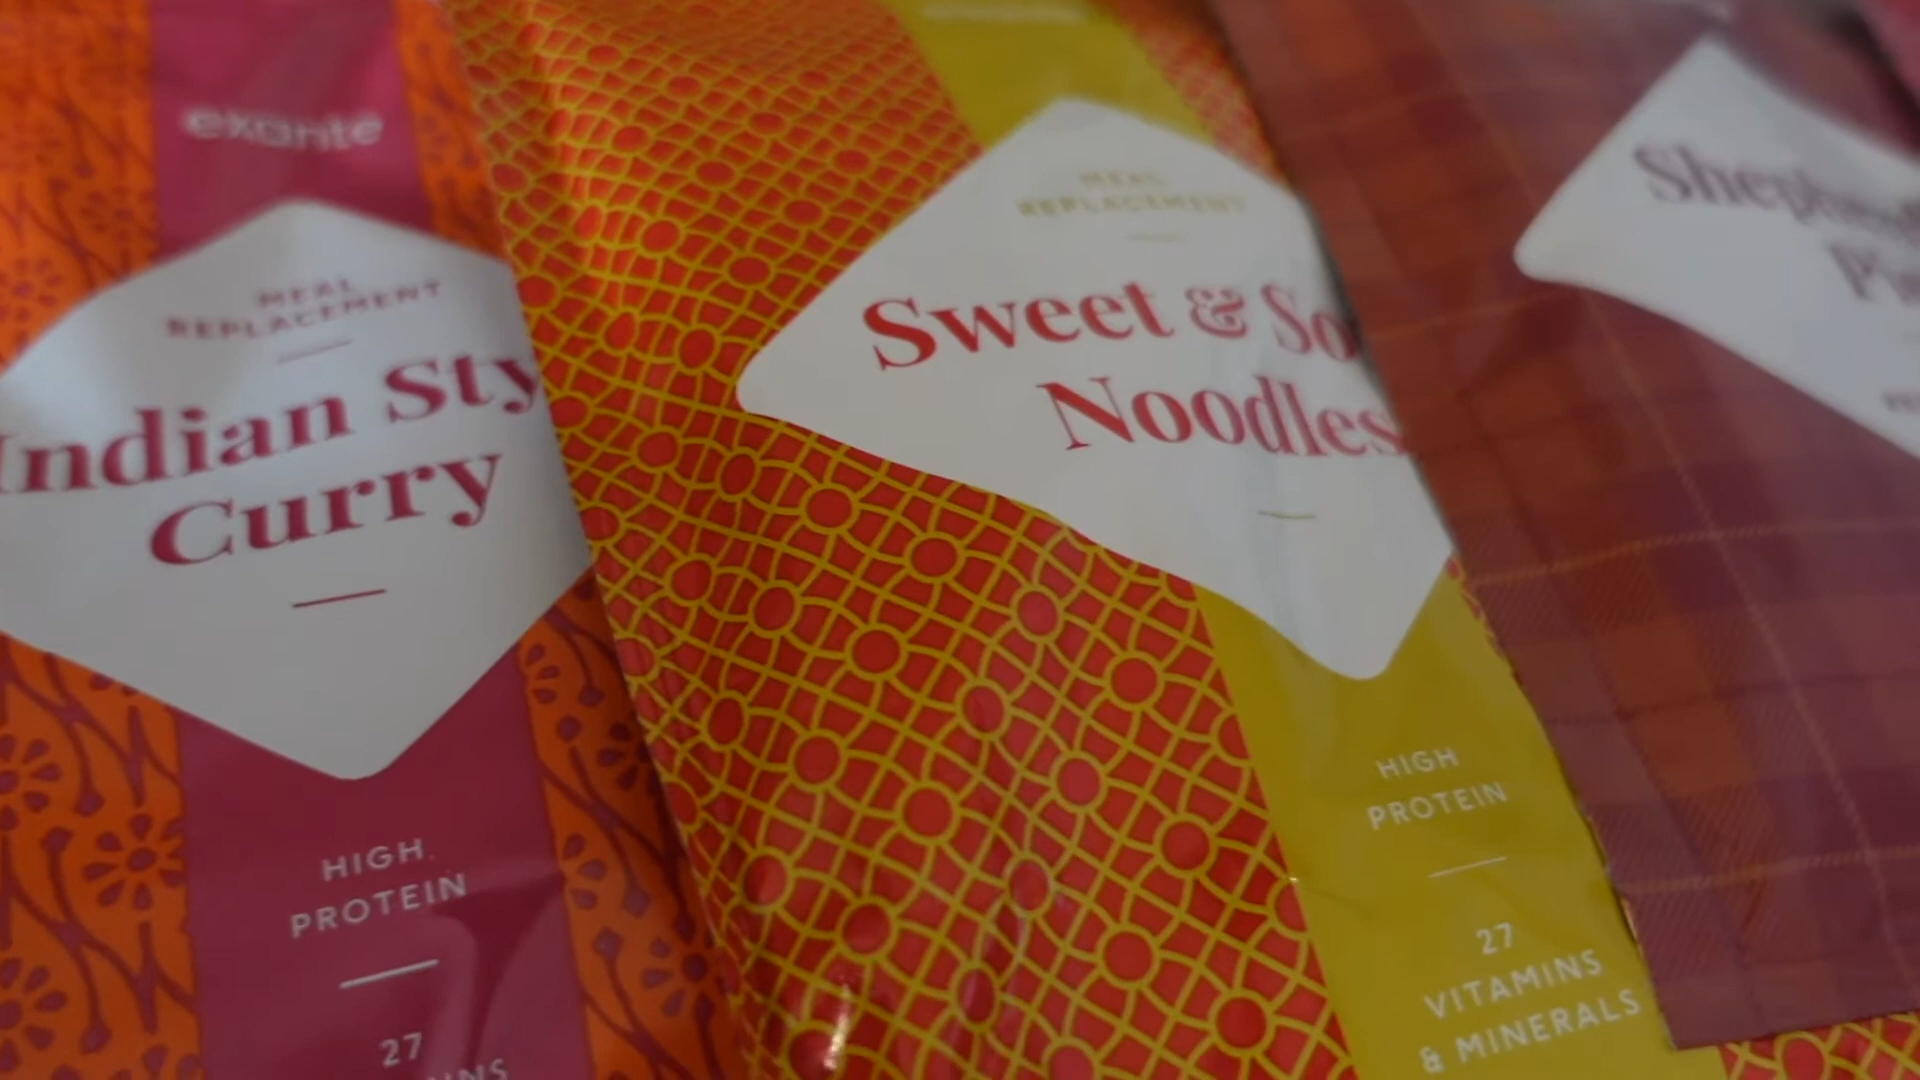 exante
MEAL
REPLACEMENT
Indian Sty
Curry
HIGH
PROTEIN
27
MEAL
REPLACEMENT
Sweet & So
Noodles
HIGH
PROTEIN
27
VITAMINS
& MINERALS